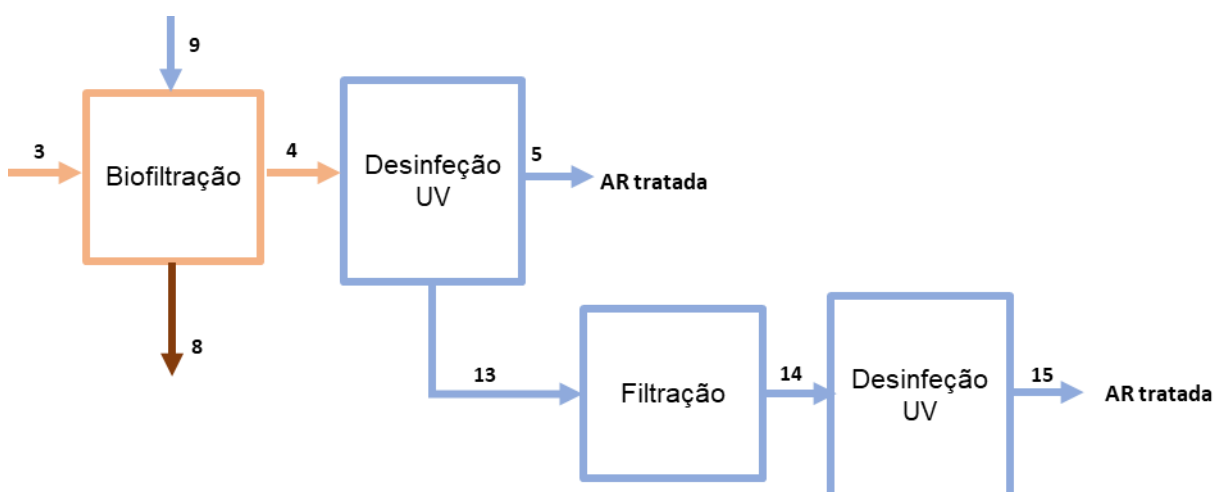 9
3
Biofiltração
4
Desinfeção
UV
5
AR tratada
8
13
Filtração
14
Desinfeção
UV
15
AR tratada